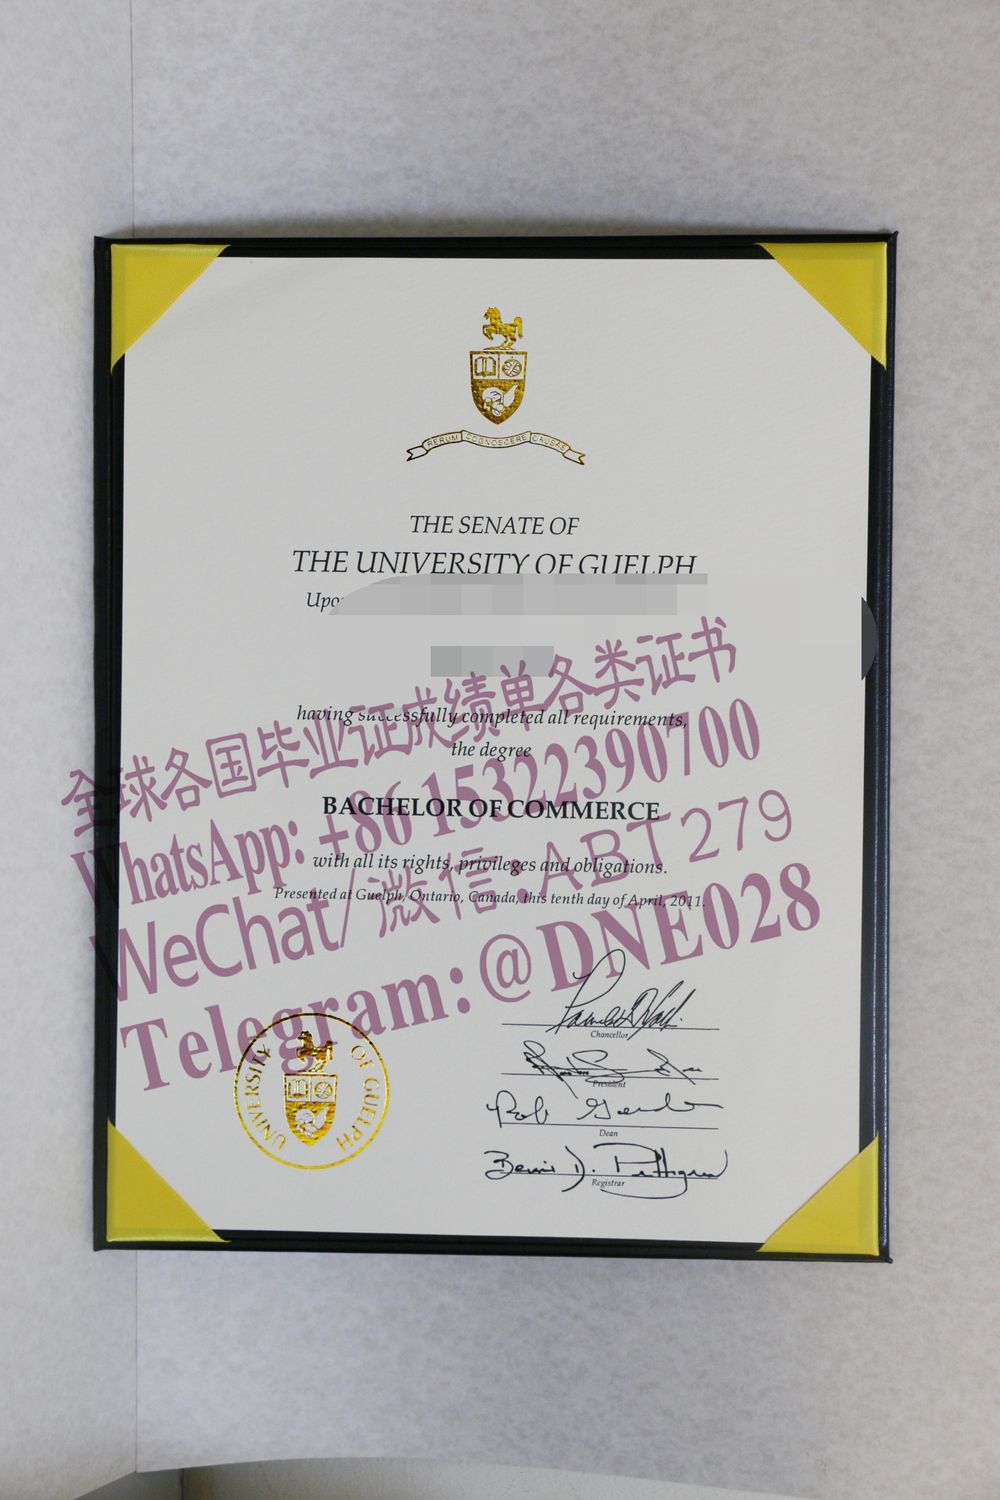 RERUM COGNOSCERE CAUSAS
THE SENATE OF
THE UNIVERSITY OF GUELPH
having successfully completed all requirements,
the degree
BACHELOR OF COMMERCE
with all its rights, privileges and obligations.
Presented at Guelph, Ontario, Canada, this tenth day of April, 2011.
全球各国毕业证成绩单各类证书
WhatsApp: +86 15322390700
WeChat/微信:ABT279
Telegram:@DNE028
Chancellor
President
Dean
Registrar
UNIVERSITY OF GUELPH